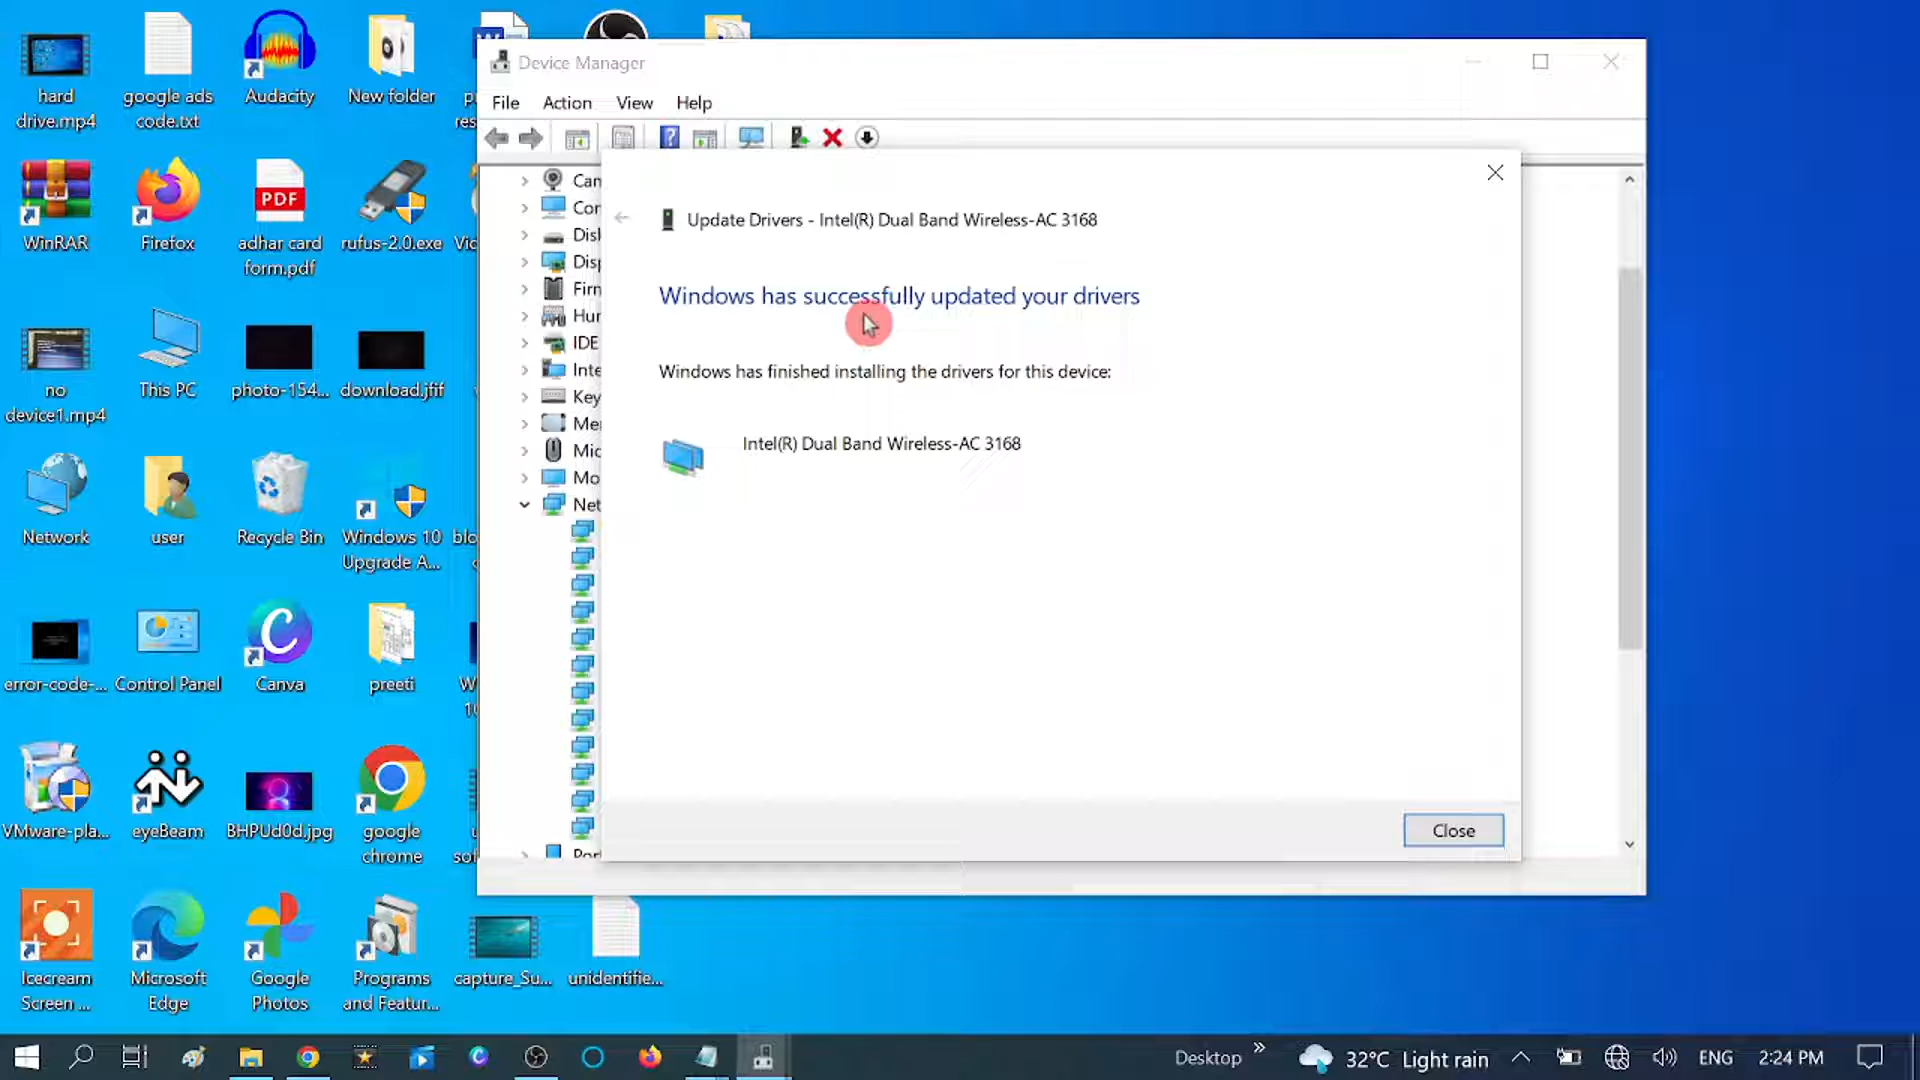 hard
drive.mp4
google ads
code.txt
Audacity
New folder
WinRAR
Firefox
PDF
adhar card
form.pdf
rufus-2.0.exe
no
device1.mp4
This PC
photo-154...
download.jfif
Network
user
Recycle Bin
Windows 10
Upgrade A...
error-code-...
Control Panel
Canva
preeti
VMware-pla...
eyeBeam
BHPUd0d.jpg
google
chrome
Icecream
Screen ...
Microsoft
Edge
Google
Photos
Programs
and Featur...
capture_Su...
unidentifie...
Device Manager
File Action View Help
Update Drivers - Intel(R) Dual Band Wireless-AC 3168
Windows has successfully updated your drivers
Windows has finished installing the drivers for this device:
Intel(R) Dual Band Wireless-AC 3168
Close
Desktop
32°C Light rain
ENG
2:24 PM